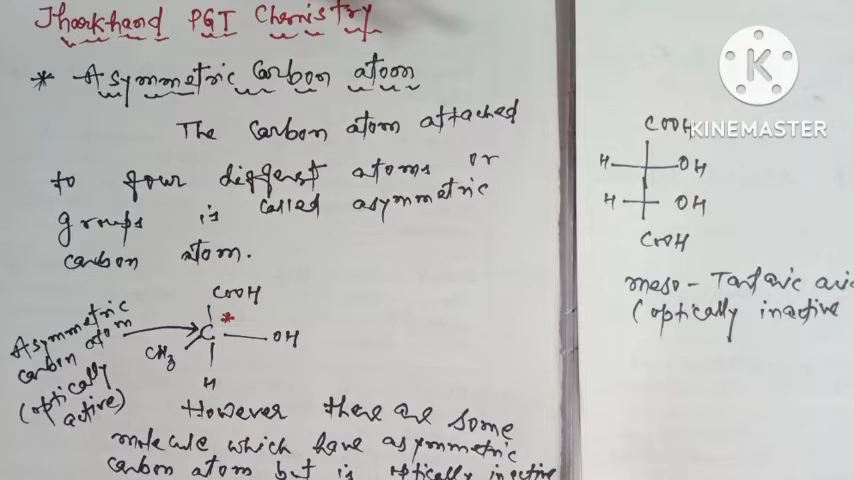 Jharkhand PGT Chemistry
* Asymmetric carbon atom
The carbon atom attached
to four different atoms or
groups is called asymmetric
carbon atom.
Asymmetric
carbon atom
(optically
active)
COOH
*
C
OH
CH3
H
However there are some
molecule which have asymmetric
carbon atom but is optically inactive
K
KINEMASTER
COOH
H OH
H OH
COOH
meso-Tartaric aci
(optically inactive